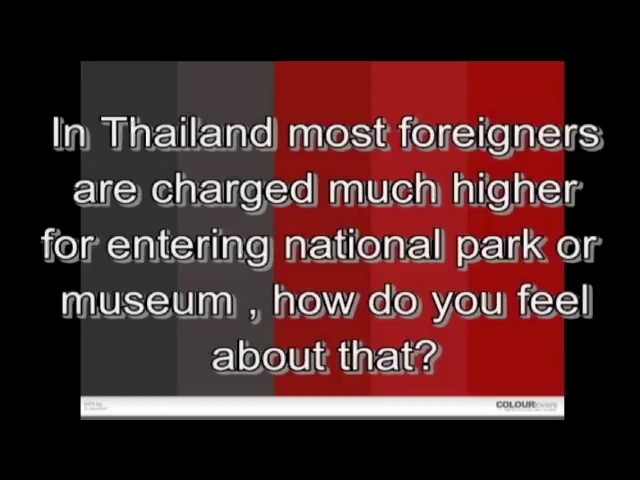 In Thailand most foreigners
are charged much higher
for entering national park or
museum , how do you feel
about that?
COLOURlovers